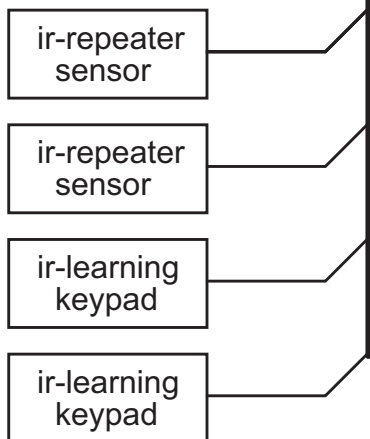 ir-repeater
sensor
ir-repeater
sensor
ir-learning
keypad
ir-learning
keypad